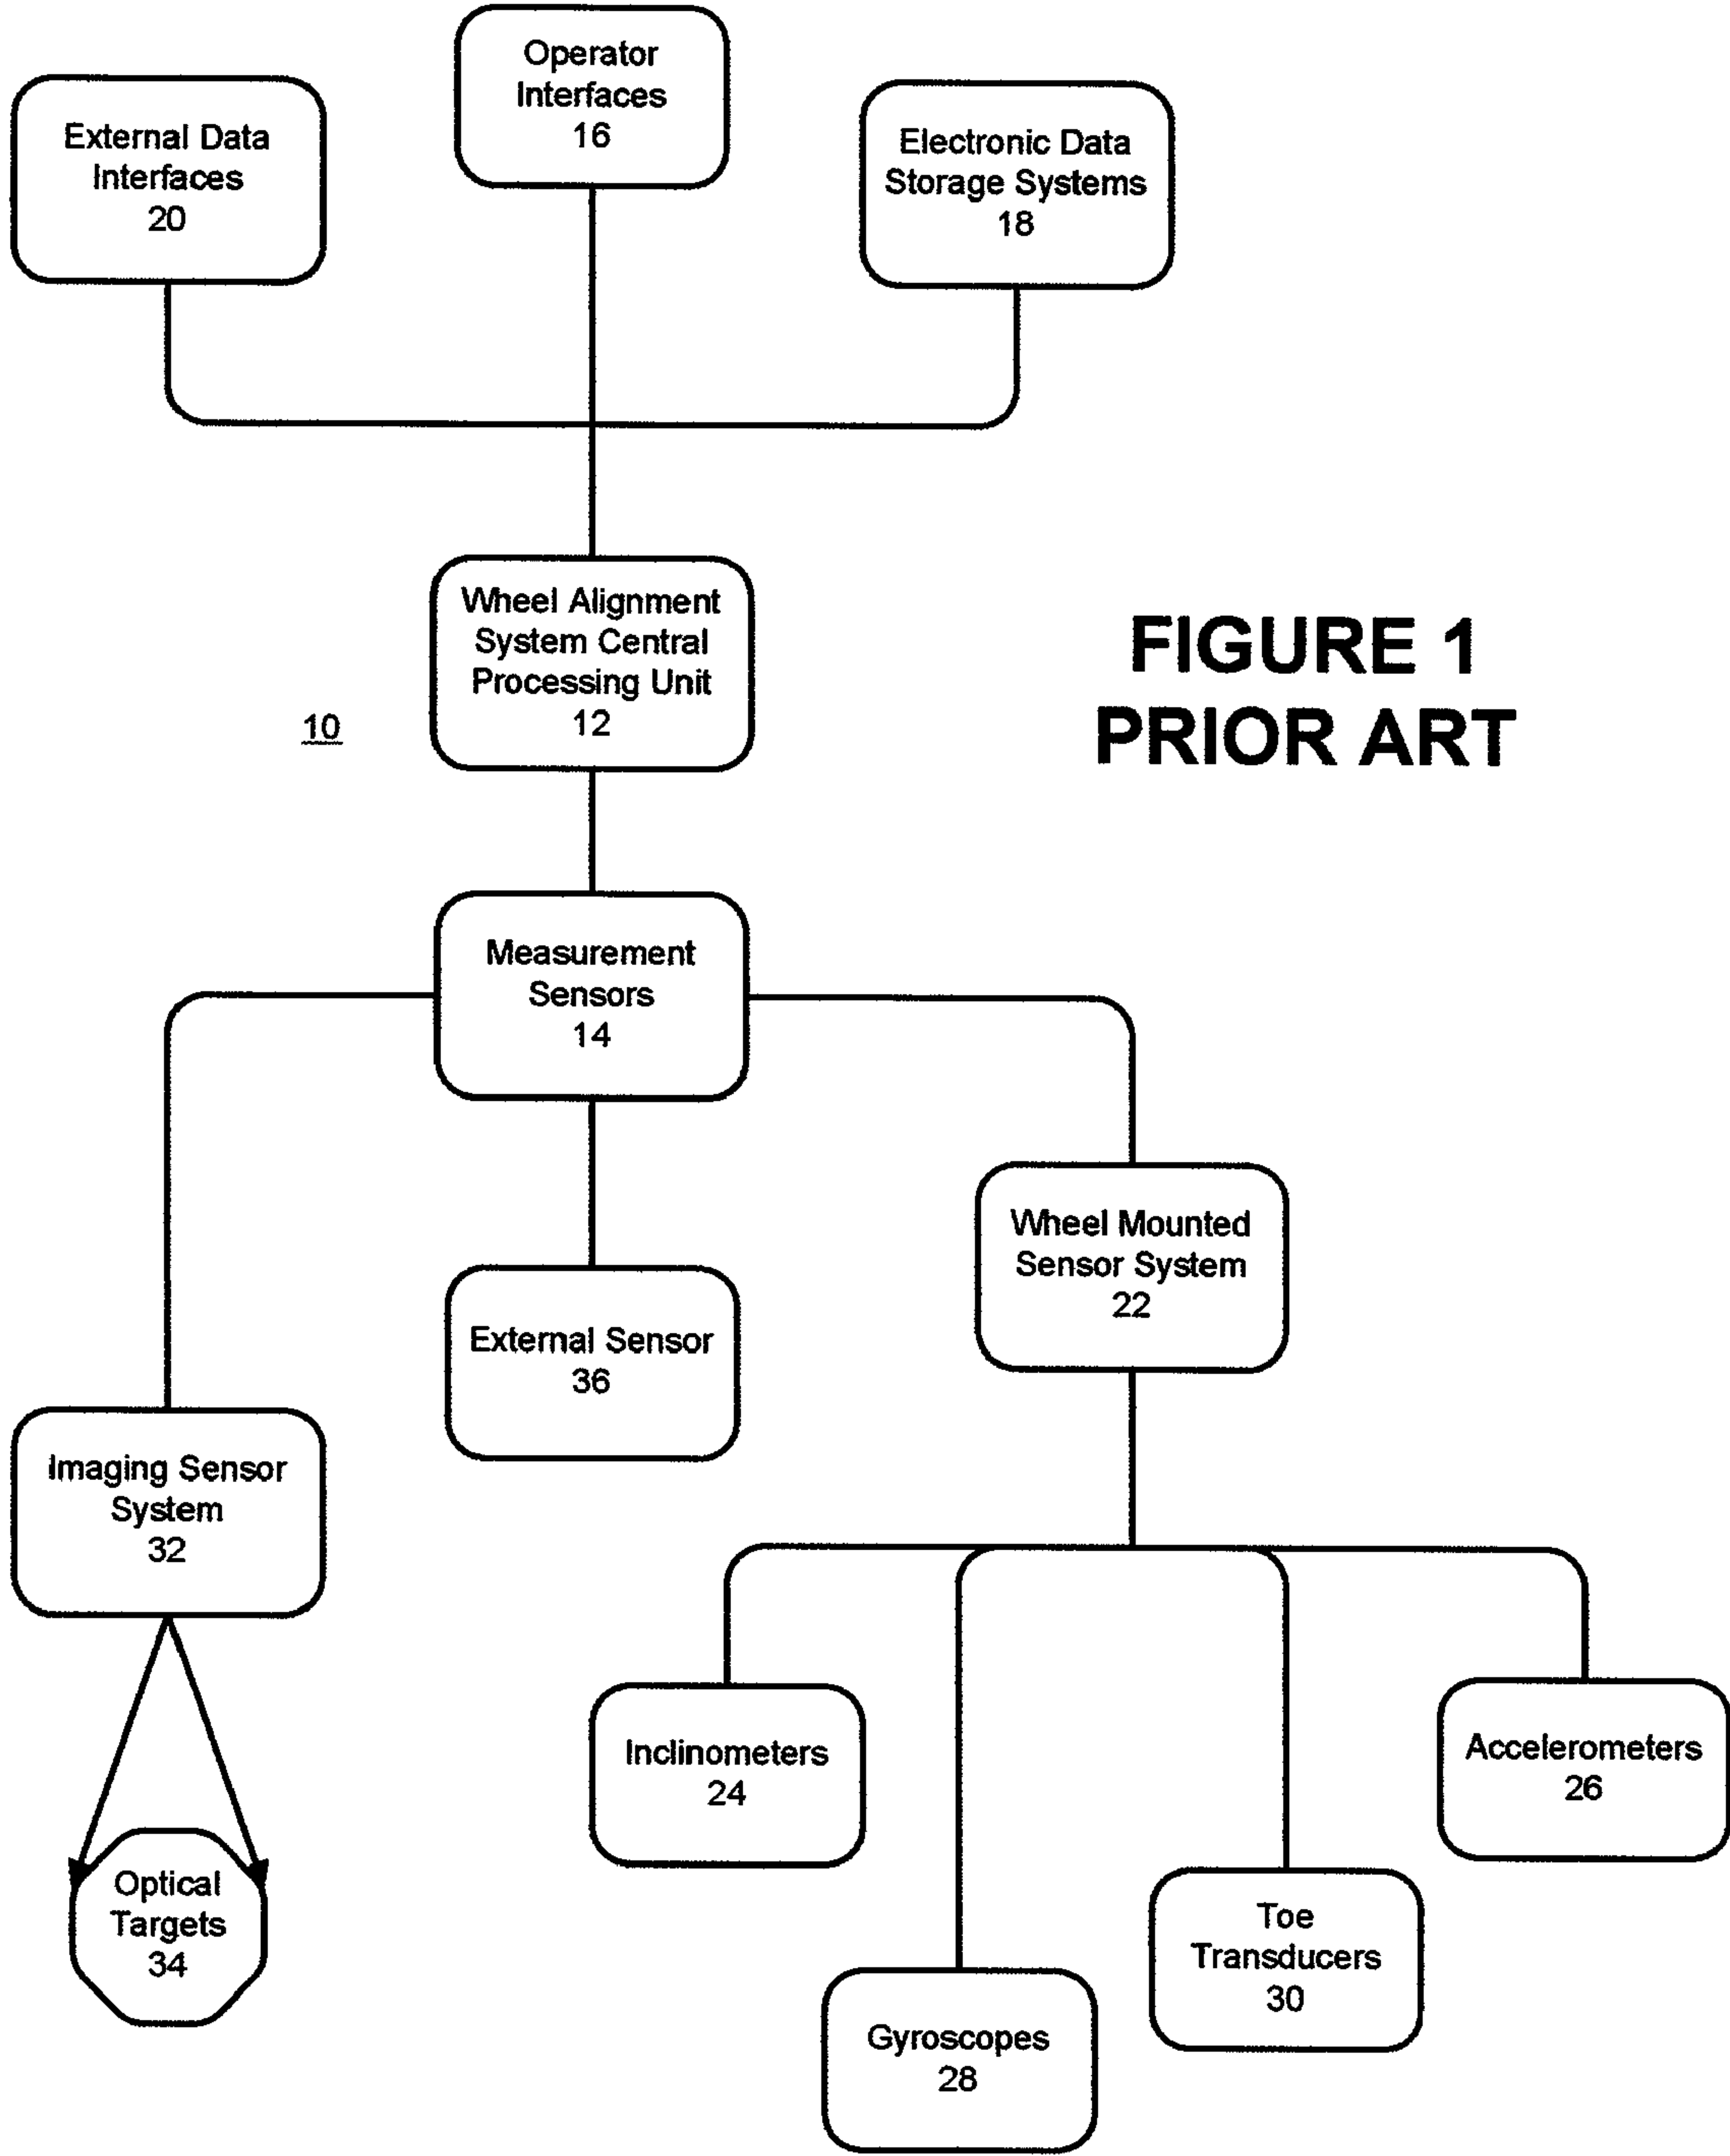 Operator
Interfaces
16
External Data
Interfaces
20
Electronic Data
Storage Systems
18
Wheel Alignment
System Central
Processing Unit
12
10
FIGURE 1
PRIOR ART
Measurement
Sensors
14
Wheel Mounted
Sensor System
22
External Sensor
36
Imaging Sensor
System
32
Inclinometers
24
Accelerometers
26
Optical
Targets
34
Toe
Transducers
30
Gyroscopes
28